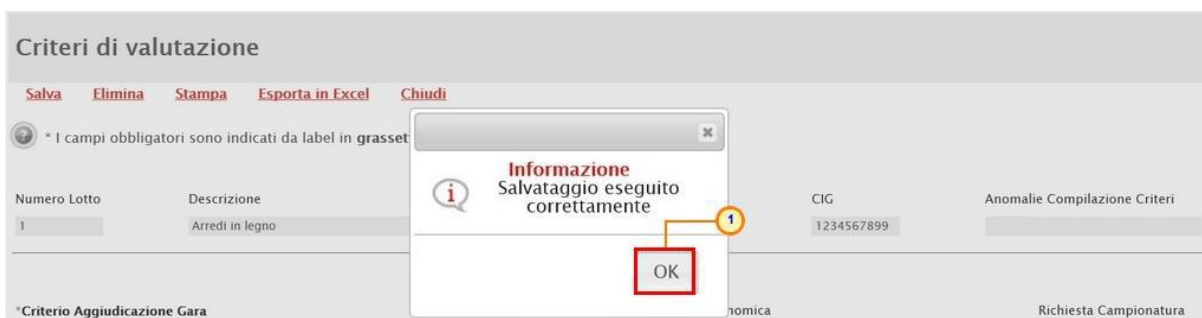 Criteri di valutazione
Salva Elimina Stampa Esporta in Excel Chiudi
* I campi obbligatori sono indicati da label in grasset
Informazione
Salvataggio eseguito
correttamente
Numero Lotto Descrizione CIG Anomalie Compilazione Criteri
1 Arredi in legno 1234567899
1
OK
*Criterio Aggiudicazione Gara nomica Richiesta Campionatura